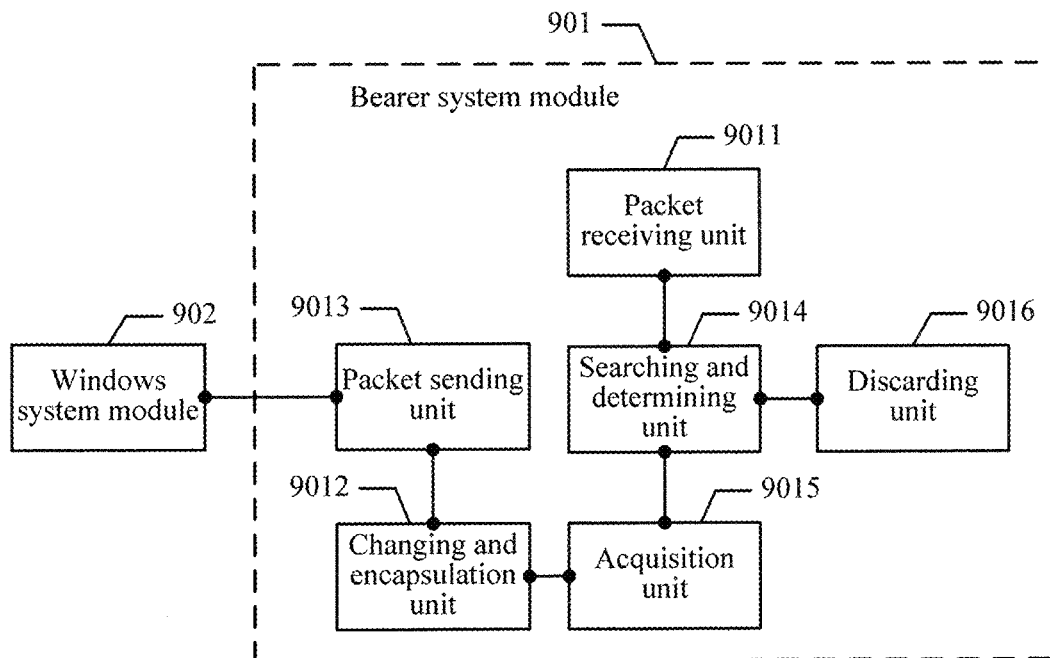 901
Bearer system module
9011
Packet
receiving unit
902
9013
9014
9016
Windows
system module
Packet sending
unit
Searching and
determining
unit
Discarding
unit
9012
9015
Changing and
encapsulation
unit
Acquisition
unit